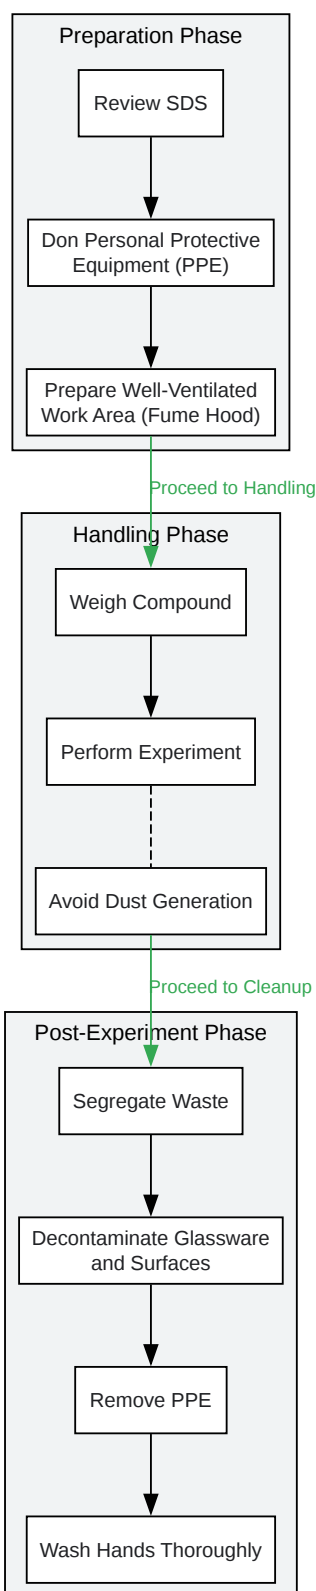 Preparation Phase
Review SDS
Don Personal Protective
Equipment (PPE)
Prepare Well-Ventilated
Work Area (Fume Hood)
Proceed to Handling
Handling Phase
Weigh Compound
Perform Experiment
Avoid Dust Generation
Proceed to Cleanup
Post-Experiment Phase
Segregate Waste
Decontaminate Glassware
and Surfaces
Remove PPE
Wash Hands Thoroughly